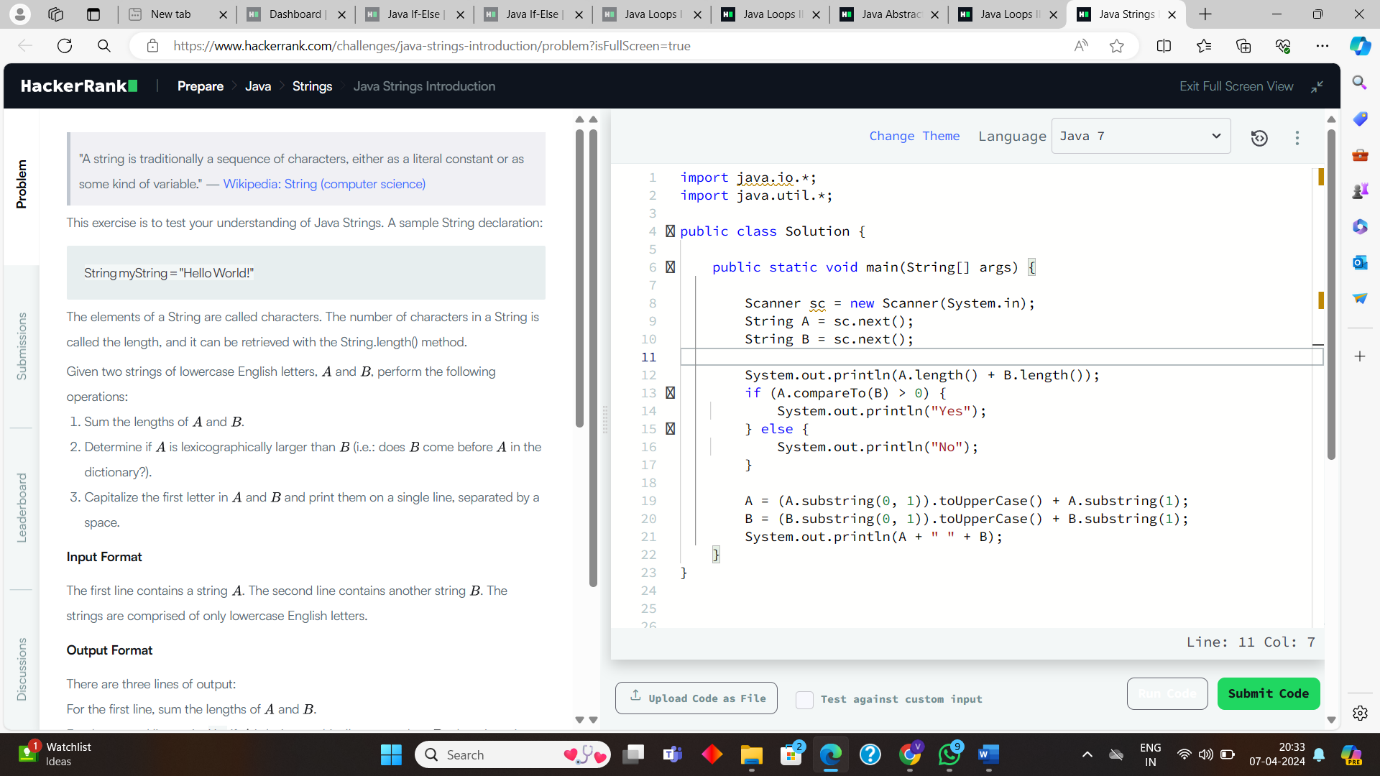 New tab
Dashboard |
Java If-Else |
Java If-Else |
Java Loops I
Java Loops II
Java Abstrac
Java Loops II
Java Strings
https://www.hackerrank.com/challenges/java-strings-introduction/problem?isFullScreen=true
HackerRank
Prepare > Java > Strings > Java Strings Introduction
Exit Full Screen View
Problem
Submissions
Leaderboard
Discussions
"A string is traditionally a sequence of characters, either as a literal constant or as
some kind of variable." — Wikipedia: String (computer science)
This exercise is to test your understanding of Java Strings. A sample String declaration:
String myString = "Hello World!"
The elements of a String are called characters. The number of characters in a String is
called the length, and it can be retrieved with the String.length() method.
Given two strings of lowercase English letters, A and B, perform the following
operations:
1. Sum the lengths of A and B.
2. Determine if A is lexicographically larger than B (i.e.: does B come before A in the
dictionary?).
3. Capitalize the first letter in A and B and print them on a single line, separated by a
space.
Input Format
The first line contains a string A. The second line contains another string B. The
strings are comprised of only lowercase English letters.
Output Format
There are three lines of output:
For the first line, sum the lengths of A and B.
Change Theme
Language
Java 7
1 import java.io.*;
2 import java.util.*;
3
4 public class Solution {
5
6 public static void main(String[] args) {
7
8 Scanner sc = new Scanner(System.in);
9 String A = sc.next();
10 String B = sc.next();
11
12 System.out.println(A.length() + B.length());
13 if (A.compareTo(B) > 0) {
14 System.out.println("Yes");
15 } else {
16 System.out.println("No");
17 }
18
19 A = (A.substring(0, 1)).toUpperCase() + A.substring(1);
20 B = (B.substring(0, 1)).toUpperCase() + B.substring(1);
21 System.out.println(A + " " + B);
22 }
23 }
24
25
26
Line: 11 Col: 7
Upload Code as File
Test against custom input
Run Code
Submit Code
1
Watchlist
Ideas
Search
2
V
9
ENG
IN
20:33
07-04-2024
PRE